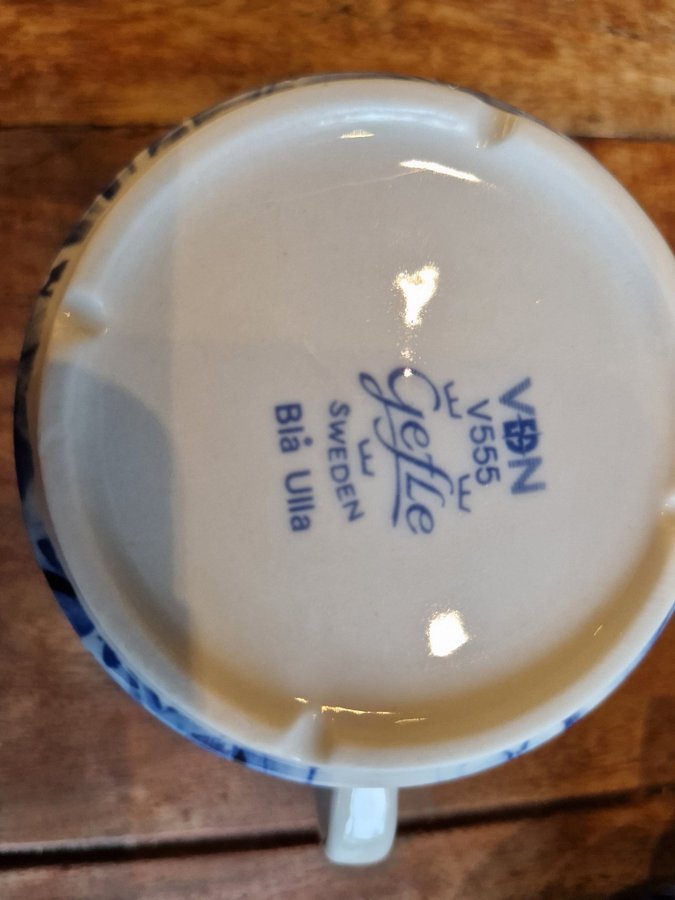 VDN
V555
Gefle
SWEDEN
Blå Ulla